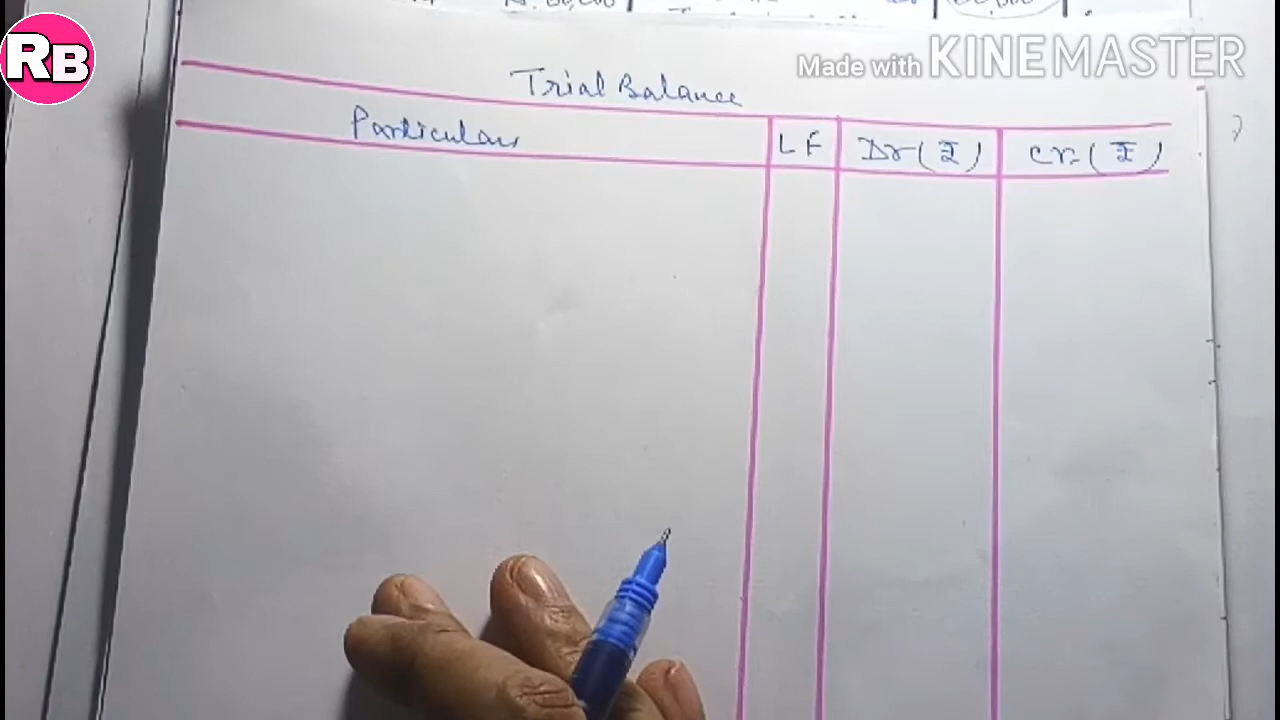 RB
Made with KINEMASTER
Trial Balance
Particulars LF Dr (₹) Cr. (₹)